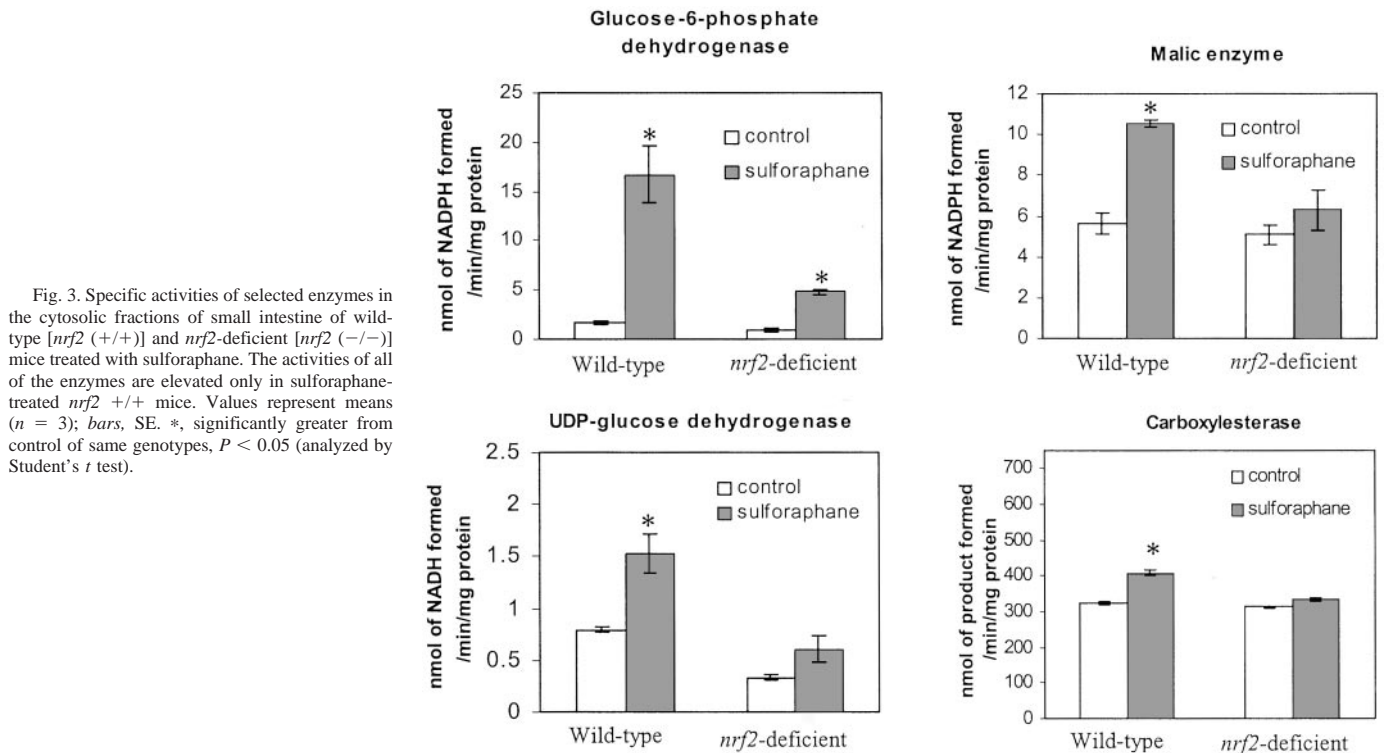 Fig. 3. Specific activities of selected enzymes in
the cytosolic fractions of small intestine of wild-
type [nrf2 (+/+)] and nrf2-deficient [nrf2 (−/−)]
mice treated with sulforaphane. The activities of all
of the enzymes are elevated only in sulforaphane-
treated nrf2 +/+ mice. Values represent means
(n = 3); bars, SE. *, significantly greater from
control of same genotypes, P < 0.05 (analyzed by
Student's t test).
Glucose-6-phosphate
dehydrogenase
nmol of NADPH formed
/min/mg protein
25
20
15
10
5
0
*
*
control
sulforaphane
Wild-type
nrf2-deficient
Malic enzyme
nmol of NADPH formed
/min/mg protein
12
10
8
6
4
2
0
*
control
sulforaphane
Wild-type
nrf2-deficient
UDP-glucose dehydrogenase
nmol of NADH formed
/min/mg protein
2.5
2
1.5
1
0.5
0
*
control
sulforaphane
Wild-type
nrf2-deficient
Carboxylesterase
nmol of product formed
/min/mg protein
700
600
500
400
300
200
100
0
*
control
sulforaphane
Wild-type
nrf2-deficient